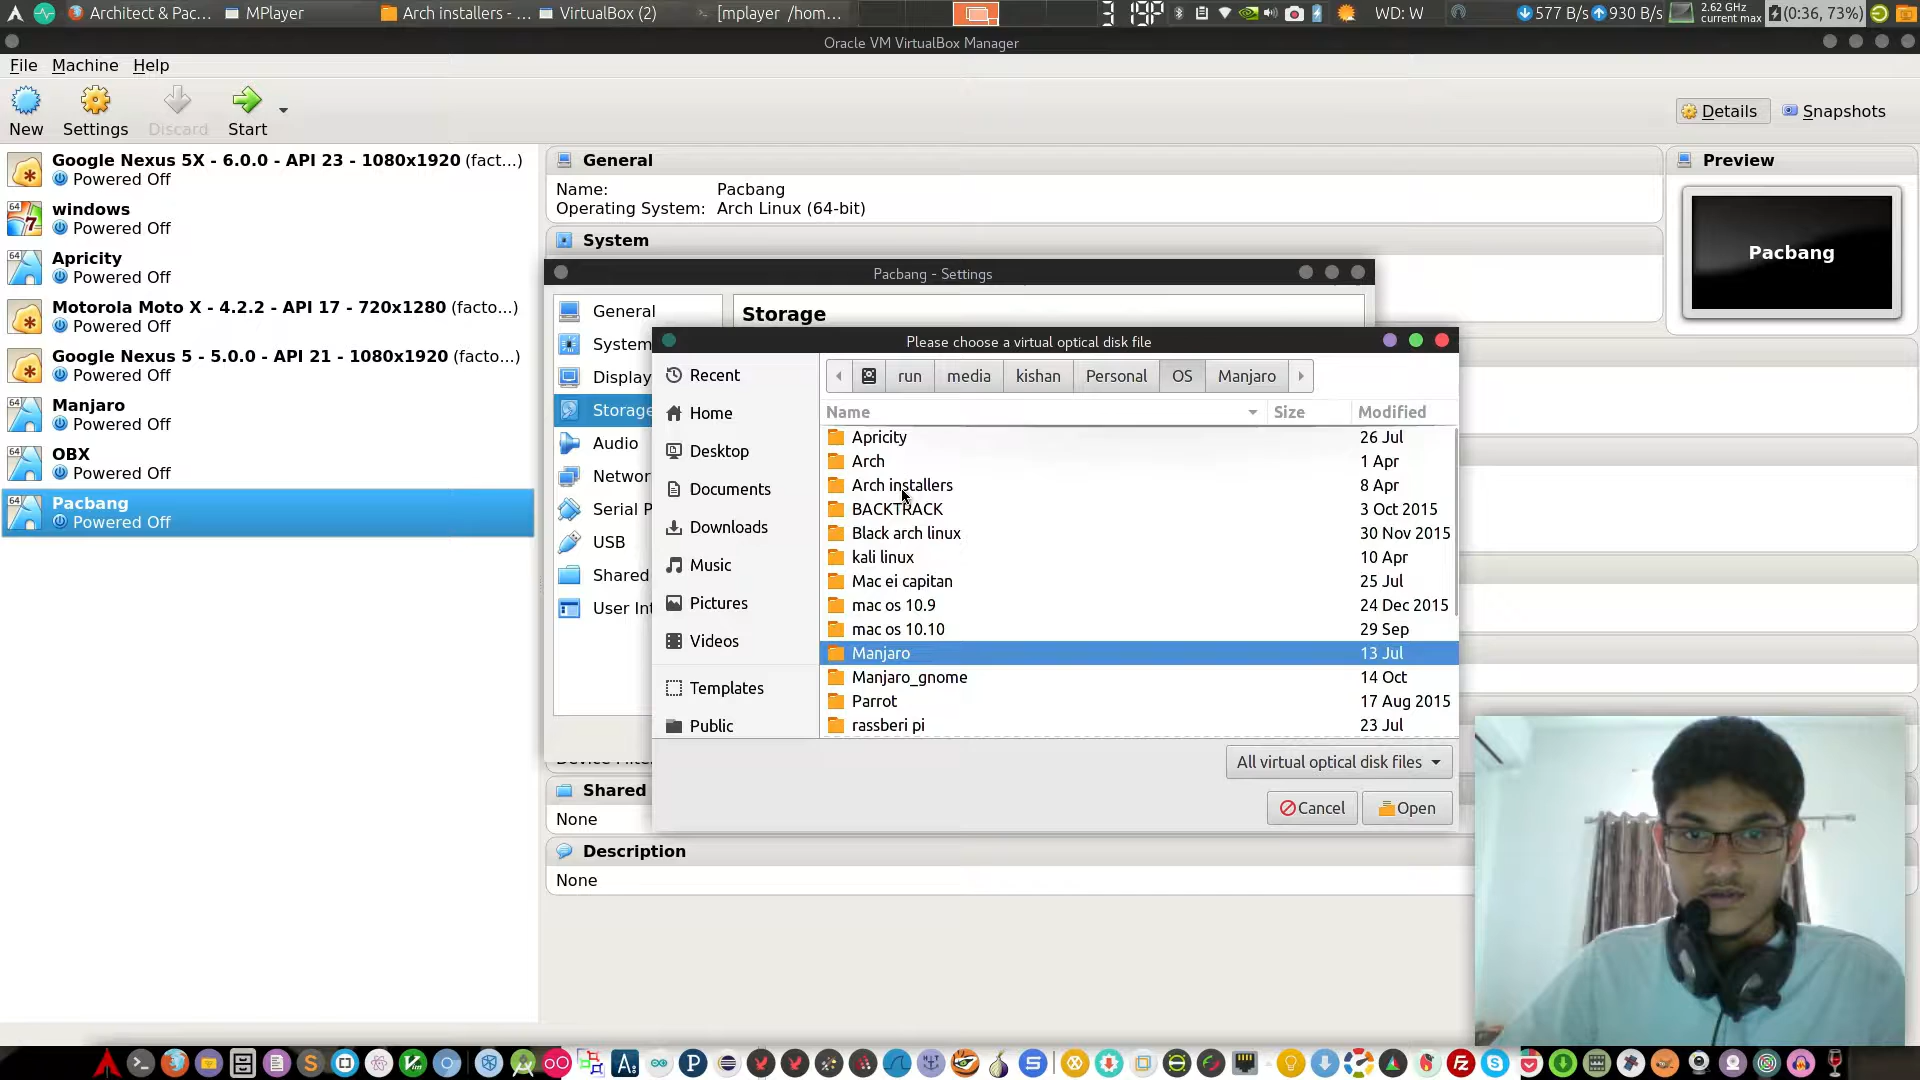 Architect & Pac...
MPlayer
Arch installers - ...
VirtualBox (2)
[mplayer /hom...
WD: W
577 B/s
930 B/s
2.62 GHz
current max
(0:36, 73%)
Oracle VM VirtualBox Manager
File Machine Help
New
Settings
Discard
Start
Details
Snapshots
Google Nexus 5X - 6.0.0 - API 23 - 1080x1920 (fact...)
Powered Off
windows
Powered Off
Apricity
Powered Off
Motorola Moto X - 4.2.2 - API 17 - 720x1280 (facto...)
Powered Off
Google Nexus 5 - 5.0.0 - API 21 - 1080x1920 (facto...)
Powered Off
Manjaro
Powered Off
OBX
Powered Off
Pacbang
Powered Off
General
Name: Pacbang
Operating System: Arch Linux (64-bit)
System
Preview
Pacbang
Pacbang - Settings
General
System
Display
Storage
Audio
Networ
Serial P
USB
Shared
User Int
Storage
Please choose a virtual optical disk file
Recent
Home
Desktop
Documents
Downloads
Music
Pictures
Videos
Templates
Public
run media kishan Personal OS Manjaro
Name Size Modified
Apricity 26 Jul
Arch 1 Apr
Arch installers 8 Apr
BACKTRACK 3 Oct 2015
Black arch linux 30 Nov 2015
kali linux 10 Apr
Mac ei capitan 25 Jul
mac os 10.9 24 Dec 2015
mac os 10.10 29 Sep
Manjaro 13 Jul
Manjaro_gnome 14 Oct
Parrot 17 Aug 2015
rassberi pi 23 Jul
All virtual optical disk files
Cancel
Open
Shared
None
Description
None